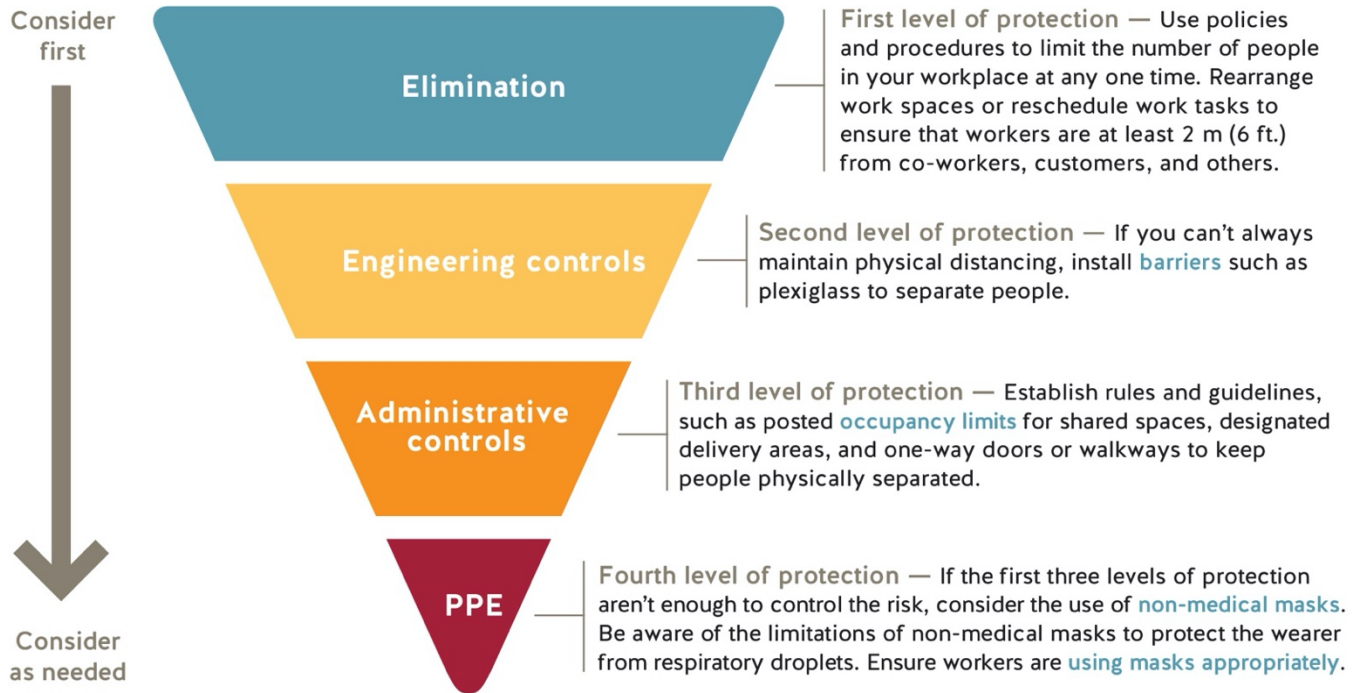 Consider
first
Elimination
First level of protection — Use policies
and procedures to limit the number of people
in your workplace at any one time. Rearrange
work spaces or reschedule work tasks to
ensure that workers are at least 2 m (6 ft.)
from co-workers, customers, and others.
Engineering controls
Second level of protection — If you can’t always
maintain physical distancing, install barriers such as
plexiglass to separate people.
Administrative
controls
Third level of protection — Establish rules and guidelines,
such as posted occupancy limits for shared spaces, designated
delivery areas, and one-way doors or walkways to keep
people physically separated.
PPE
Fourth level of protection — If the first three levels of protection
aren’t enough to control the risk, consider the use of non-medical masks.
Be aware of the limitations of non-medical masks to protect the wearer
from respiratory droplets. Ensure workers are using masks appropriately.
Consider
as needed